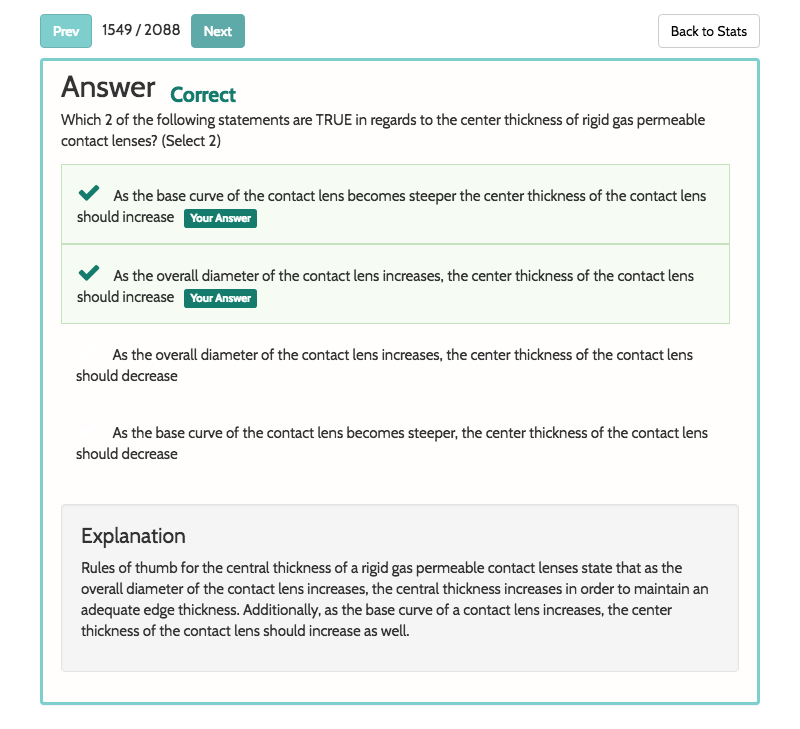 Prev 1549 / 2088 Next Back to Stats
Answer Correct
Which 2 of the following statements are TRUE in regards to the center thickness of rigid gas permeable
contact lenses? (Select 2)
As the base curve of the contact lens becomes steeper the center thickness of the contact lens
should increase Your Answer
As the overall diameter of the contact lens increases, the center thickness of the contact lens
should increase Your Answer
As the overall diameter of the contact lens increases, the center thickness of the contact lens
should decrease
As the base curve of the contact lens becomes steeper, the center thickness of the contact lens
should decrease
Explanation
Rules of thumb for the central thickness of a rigid gas permeable contact lenses state that as the
overall diameter of the contact lens increases, the central thickness increases in order to maintain an
adequate edge thickness. Additionally, as the base curve of a contact lens increases, the center
thickness of the contact lens should increase as well.